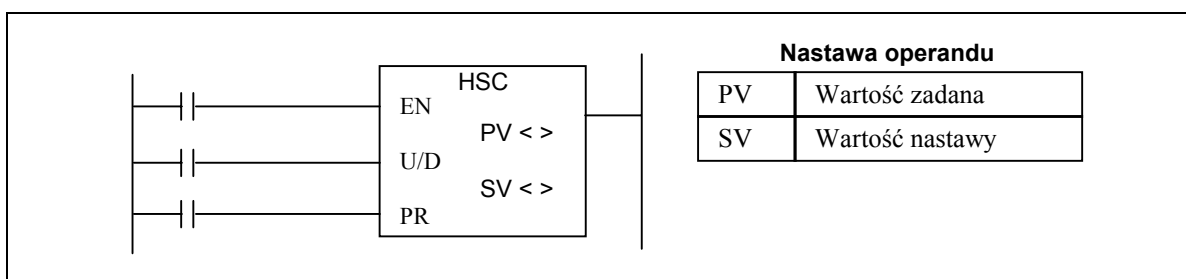 HSC
EN
PV < >
U/D
SV < >
PR
Nastawa operandu
PV Wartość zadana
SV Wartość nastawy